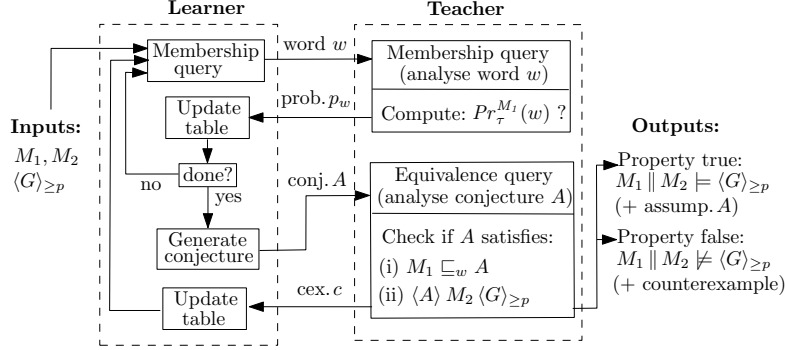 Learner
Teacher
Membership
query
word w
Membership query
(analyse word w)
Compute: Pr_τ^{M_1}(w) ?
prob. p_w
Update
table
Inputs:
M_1, M_2
⟨G⟩_{≥p}
done?
no
yes
Generate
conjecture
conj. A
Equivalence query
(analyse conjecture A)
Check if A satisfies:
(i) M_1 ⊑_w A
(ii) ⟨A⟩ M_2 ⟨G⟩_{≥p}
cex. c
Update
table
Outputs:
Property true:
M_1 ∥ M_2 ⊨ ⟨G⟩_{≥p}
(+ assump. A)
Property false:
M_1 ∥ M_2 ⊭ ⟨G⟩_{≥p}
(+ counterexample)